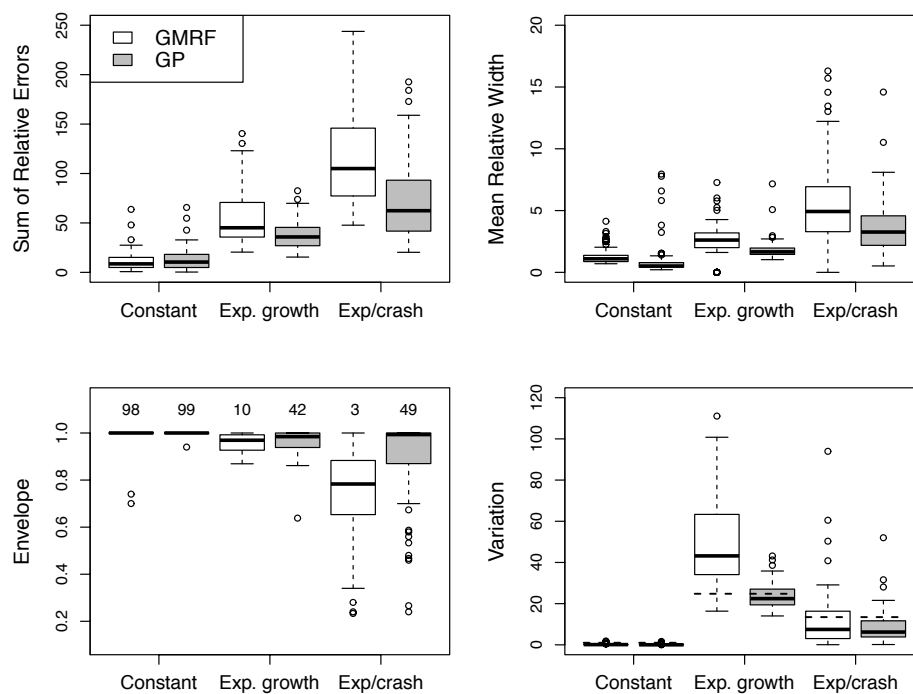 Sum of Relative Errors
250
200
150
100
50
0
GMRF
GP
Constant Exp. growth Exp/crash
Mean Relative Width
20
15
10
5
0
Constant Exp. growth Exp/crash
Envelope
1.0
0.8
0.6
0.4
0.2
98 99 10 42 3 49
Constant Exp. growth Exp/crash
Variation
120
100
80
60
40
20
0
Constant Exp. growth Exp/crash